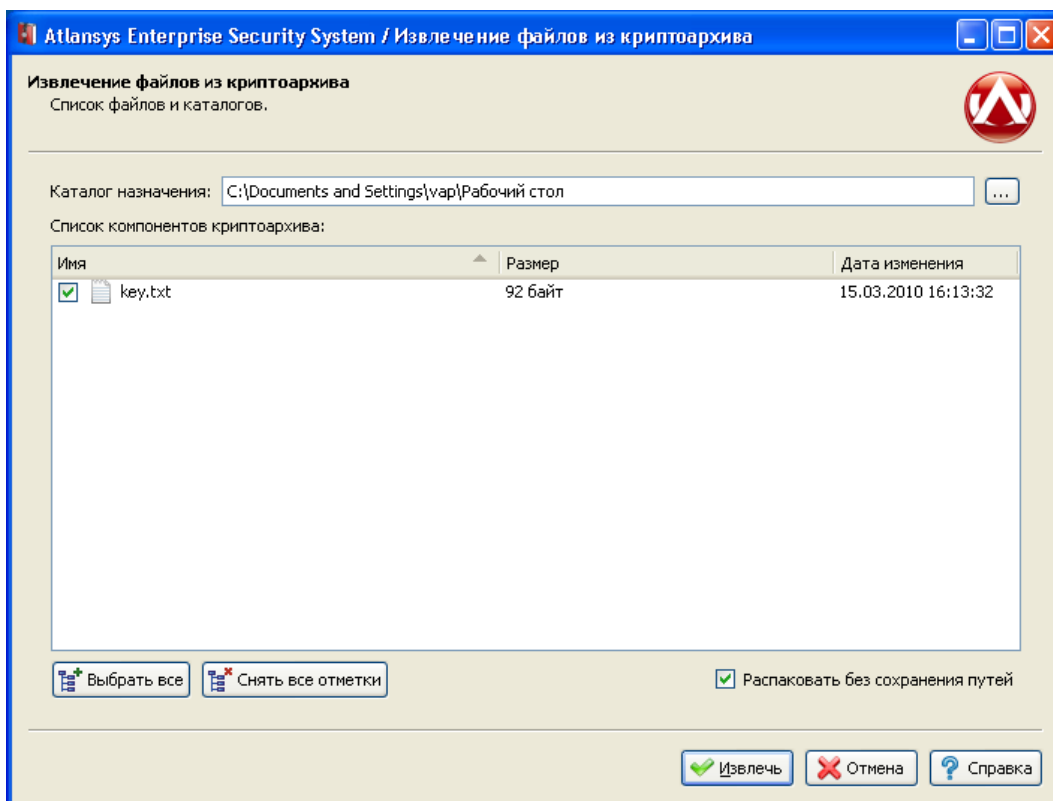 Atlansys Enterprise Security System / Извлечение файлов из криптоархива
Извлечение файлов из криптоархива
Список файлов и каталогов.
Каталог назначения: C:\Documents and Settings\vap\Рабочий стол ...
Список компонентов криптоархива:
Имя Размер Дата изменения
key.txt 92 байт 15.03.2010 16:13:32
Выбрать все Снять все отметки Распаковать без сохранения путей
Извлечь Отмена Справка